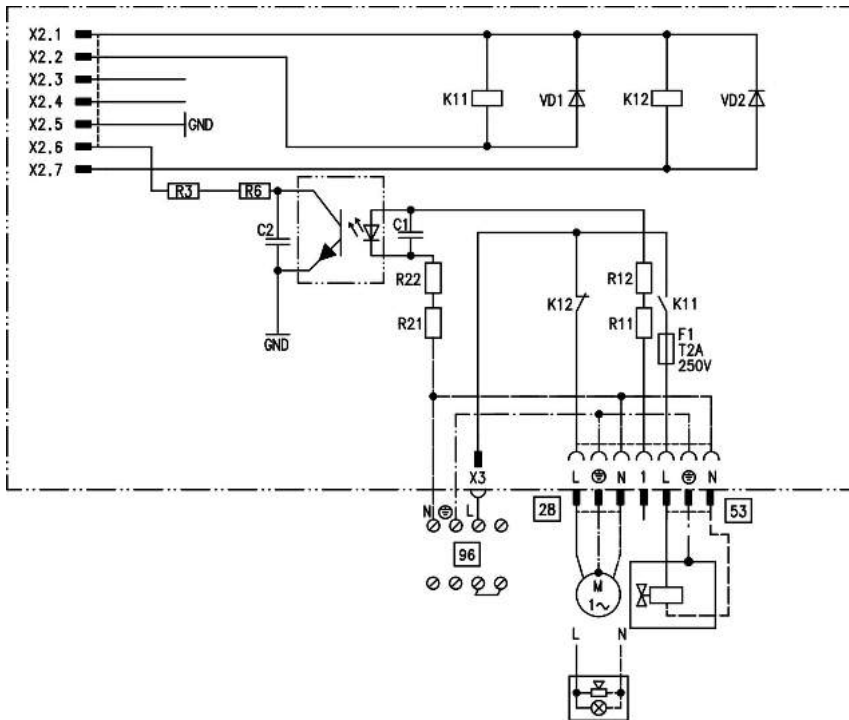 X2.1
X2.2
X2.3
X2.4
X2.5 GND
X2.6
X2.7
K11 VD1 K12 VD2
R3 R6
C2 C1
R22 R12
K12 K11
R21 R11
F1
T2A
250V
GND
X3 L N 1 L N
28 53
N L
96
M
1~
L N